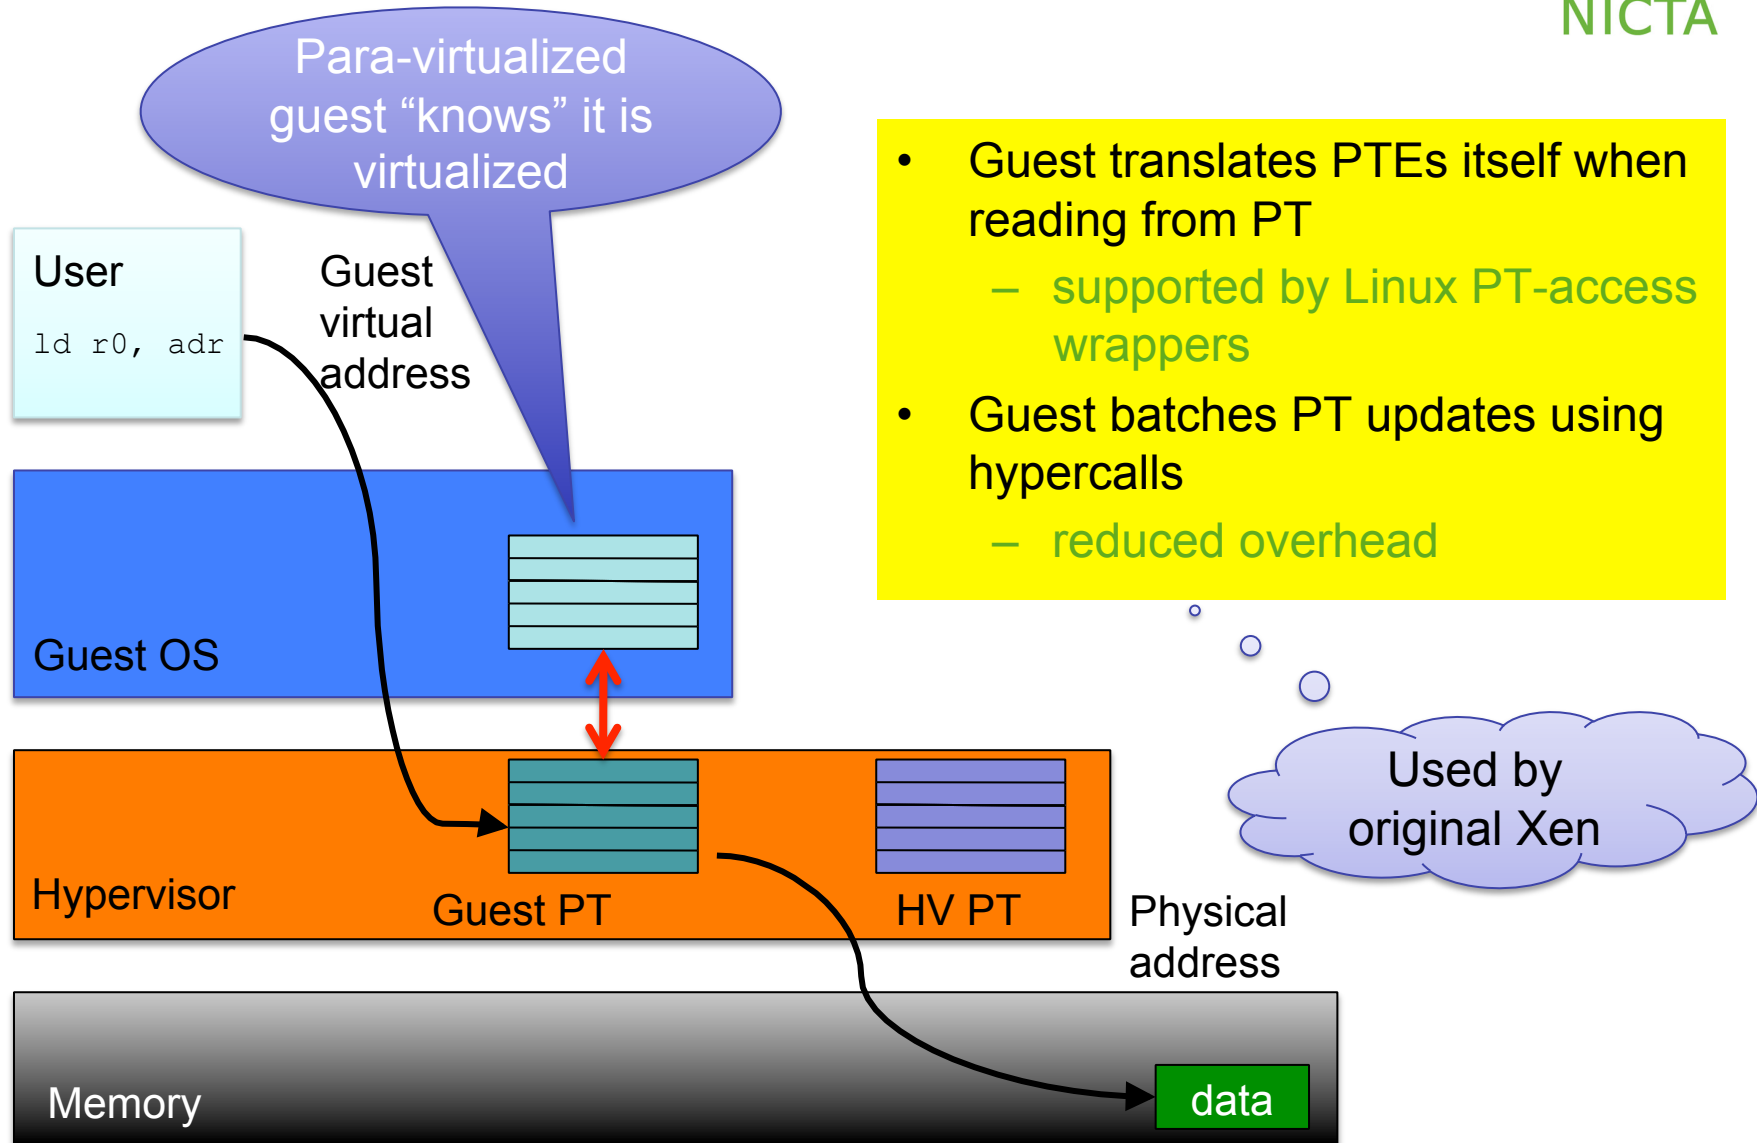 NICTA
Para-virtualized
guest “knows” it is
virtualized
• Guest translates PTEs itself when
reading from PT
– supported by Linux PT-access
wrappers
• Guest batches PT updates using
hypercalls
– reduced overhead
User
ld r0, adr
Guest
virtual
address
Guest OS
Used by
original Xen
Hypervisor
Guest PT
HV PT
Physical
address
Memory
data